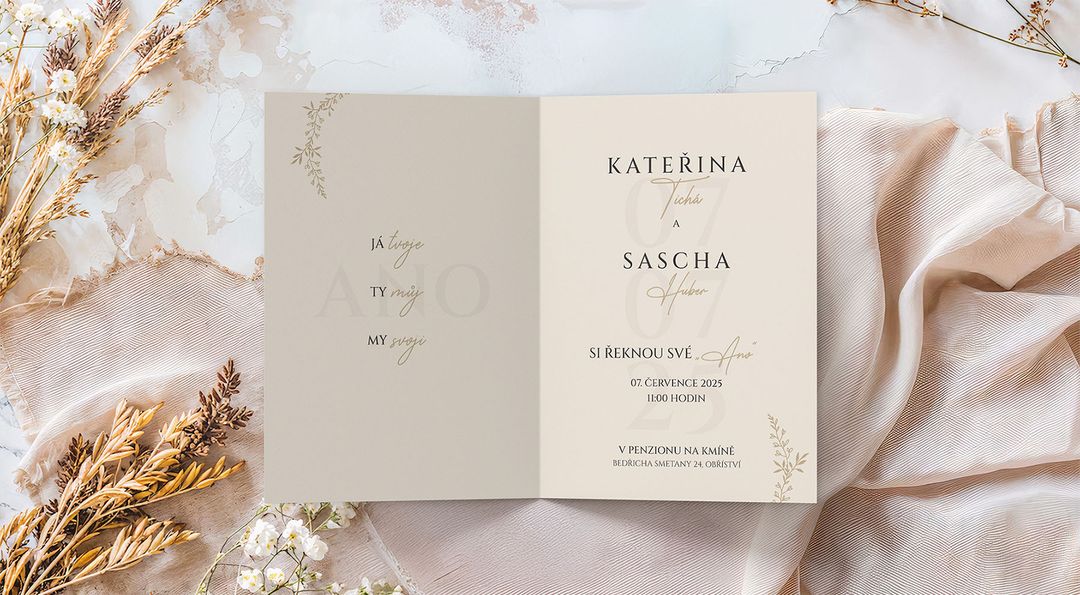 JÁ tvoje
ANO
TY můj
MY svoji
KATEŘINA
Tichá
A
SASCHA
Huber
07
07
25
SI ŘEKNOU SVÉ „Ano“
07. ČERVENCE 2025
11:00 HODIN
V PENZIONU NA KMÍNĚ
BEDŘICHA SMETANY 24, OBŘÍSTVÍ